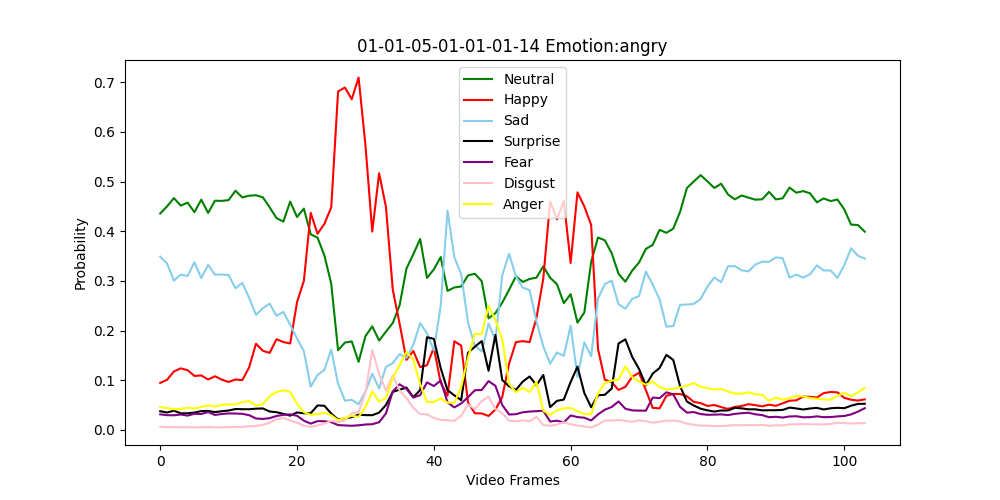 01-01-05-01-01-01-14 Emotion:angry
Neutral
Happy
Sad
Surprise
Fear
Disgust
Anger
Probability
0.7
0.6
0.5
0.4
0.3
0.2
0.1
0.0
0 20 40 60 80 100
Video Frames